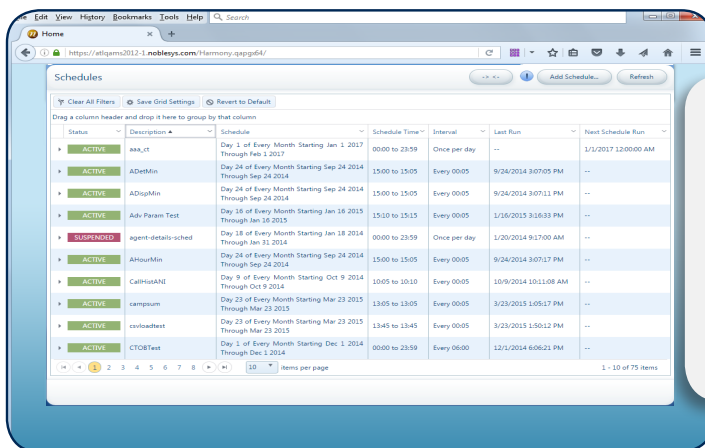 File Edit View History Bookmarks Tools Help Search
Home
https://atlqams2012-1.noblesys.com/Harmony.qapgx64/
Schedules -> <- Add Schedule... Refresh
Clear All Filters Save Grid Settings Revert to Default
Drag a column header and drop it here to group by that column
Status Description Schedule Schedule Time Interval Last Run Next Schedule Run
ACTIVE aaa_ct Day 1 of Every Month Starting Jan 1 2017 00:00 to 23:59 Once per day -- 1/1/2017 12:00:00 AM
Through Feb 1 2017
ACTIVE ADetMin Day 24 of Every Month Starting Sep 24 2014 15:00 to 15:05 Every 00:05 9/24/2014 3:07:05 PM --
Through Sep 24 2014
ACTIVE ADispMin Day 24 of Every Month Starting Sep 24 2014 15:00 to 15:05 Every 00:05 9/24/2014 3:07:11 PM --
Through Sep 24 2014
ACTIVE Adv Param Test Day 16 of Every Month Starting Jan 16 2015 15:10 to 15:15 Every 00:05 1/16/2015 3:16:33 PM --
Through Jan 16 2015
SUSPENDED agent-details-sched Day 18 of Every Month Starting Jan 18 2014 00:00 to 23:59 Once per day 1/20/2014 9:17:00 AM --
Through Jan 31 2014
ACTIVE AHourMin Day 24 of Every Month Starting Sep 24 2014 15:00 to 15:05 Every 00:05 9/24/2014 3:07:17 PM --
Through Sep 24 2014
ACTIVE CallHistANI Day 9 of Every Month Starting Oct 9 2014 10:05 to 10:10 Every 00:05 10/9/2014 10:11:08 AM --
Through Oct 9 2014
ACTIVE campsum Day 23 of Every Month Starting Mar 23 2015 13:05 to 13:05 Every 00:05 3/23/2015 1:05:17 PM --
Through Mar 23 2015
ACTIVE csvloadtest Day 23 of Every Month Starting Mar 23 2015 13:45 to 13:45 Every 00:05 3/23/2015 1:50:12 PM --
Through Mar 23 2015
ACTIVE CTOBTest Day 1 of Every Month Starting Dec 1 2014 00:00 to 23:59 Every 06:00 12/1/2014 6:06:21 PM --
Through Dec 1 2014
1 2 3 4 5 6 7 8 10 items per page 1 - 10 of 75 items